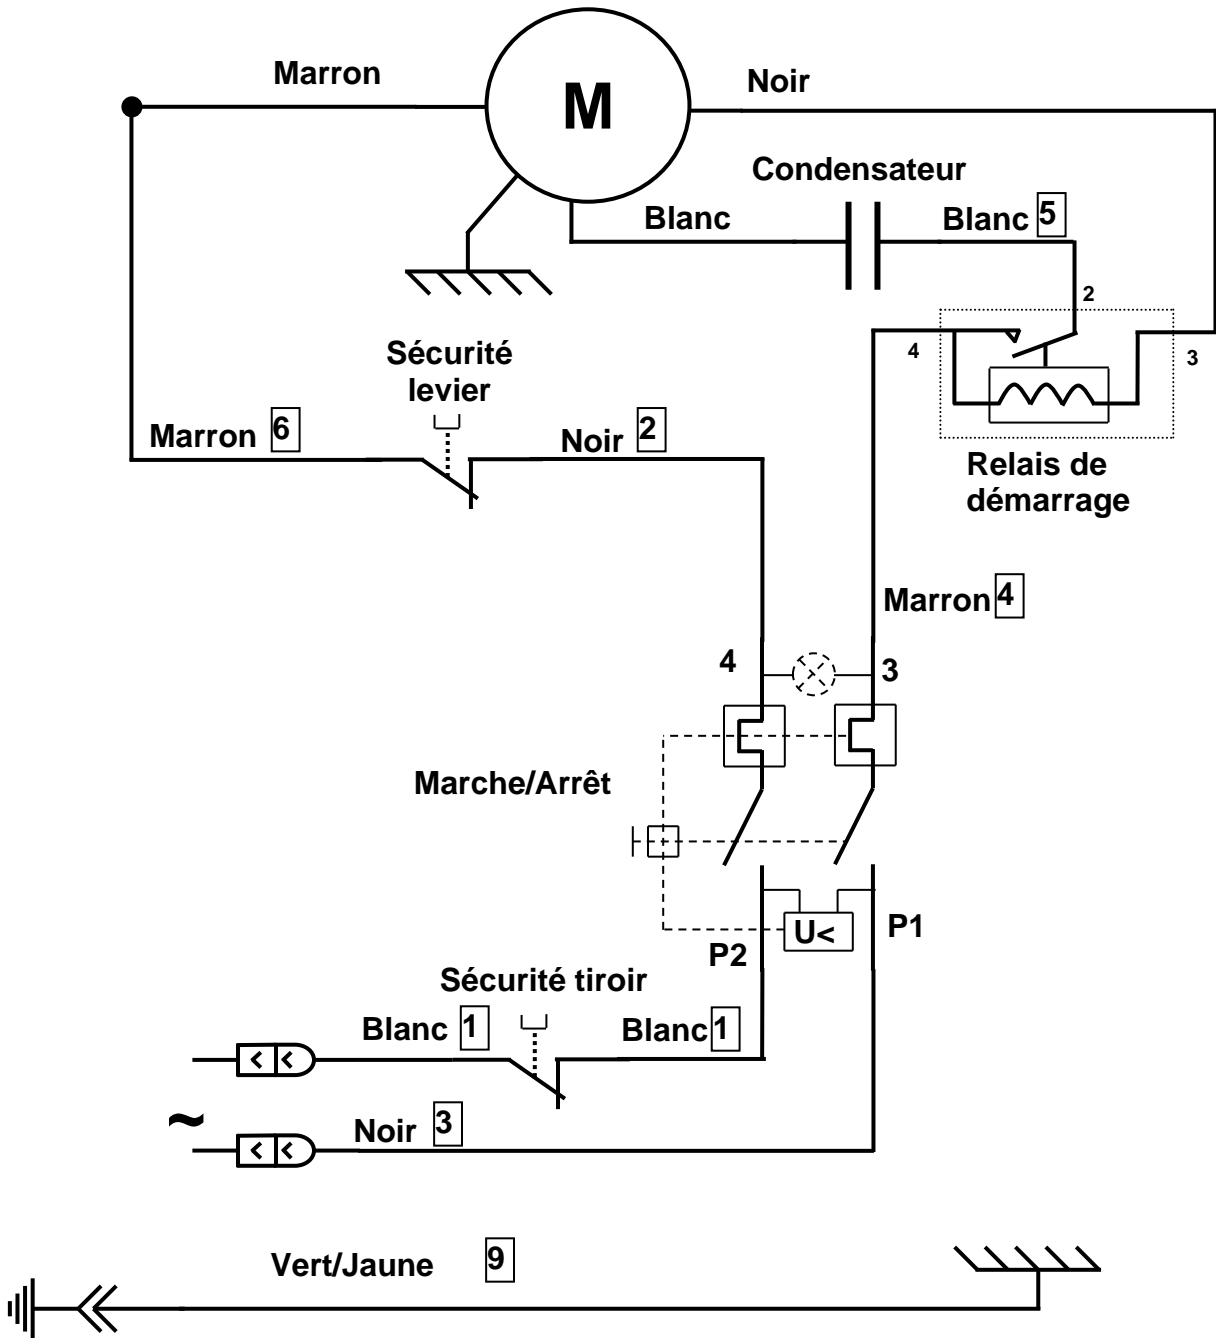 M
Marron
Noir
Condensateur
Blanc
Blanc 5
2
4
3
Sécurité
levier
Marron 6
Noir 2
Relais de
démarrage
Marron 4
4
3
Marche/Arrêt
U<
P1
P2
Sécurité tiroir
Blanc 1
Blanc 1
~
Noir 3
Vert/Jaune 9